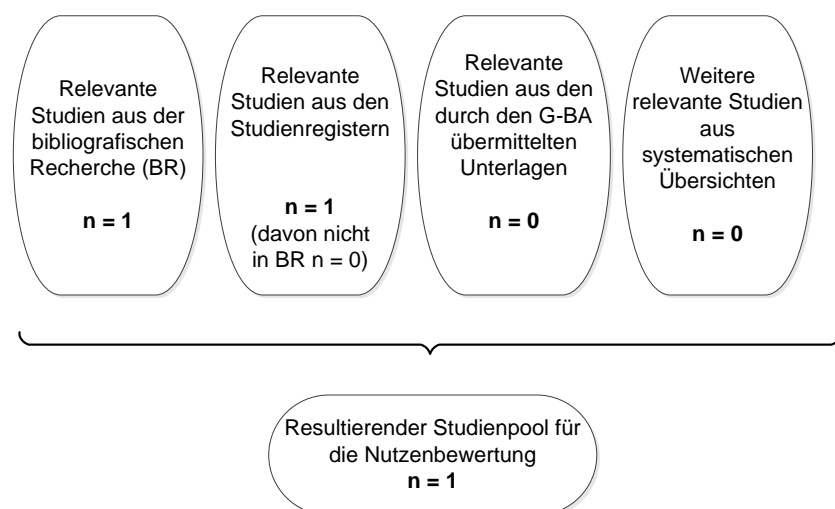 Relevante
Studien aus der
bibliografischen
Recherche (BR)
n = 1
Relevante
Studien aus den
Studienregistern
n = 1
(davon nicht
in BR n = 0)
Relevante
Studien aus den
durch den G-BA
übermittelten
Unterlagen
n = 0
Weitere
relevante Studien
aus
systematischen
Übersichten
n = 0
Resultierender Studienpool für
die Nutzenbewertung
n = 1